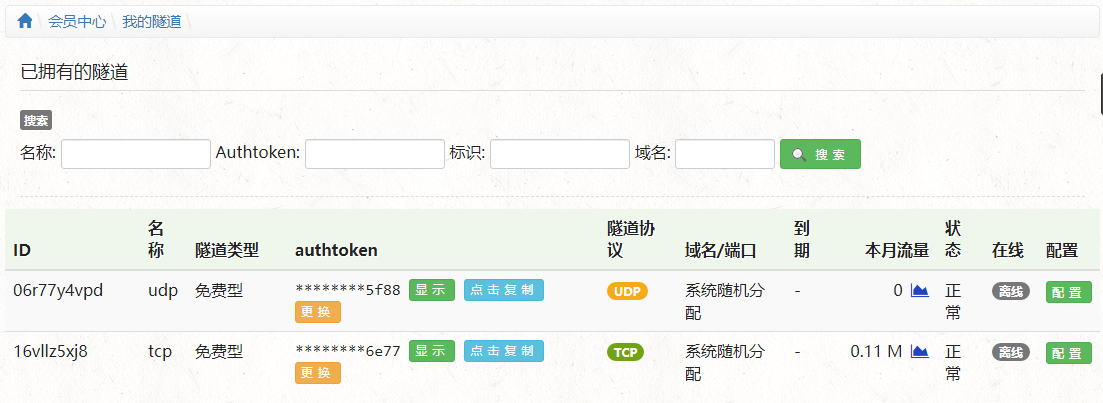 会员中心 我的隧道
已拥有的隧道
搜索
名称: Authtoken: 标识: 域名: 搜索
ID 名称 隧道类型 authtoken 隧道协议 域名/端口 到期 本月流量 状态 在线 配置
06r77y4vpd udp 免费型 ********5f88 显示 点击复制 更换 UDP 系统随机分配 - 0 正常 离线 配置
16vllz5xj8 tcp 免费型 ********6e77 显示 点击复制 更换 TCP 系统随机分配 - 0.11 M 正常 离线 配置